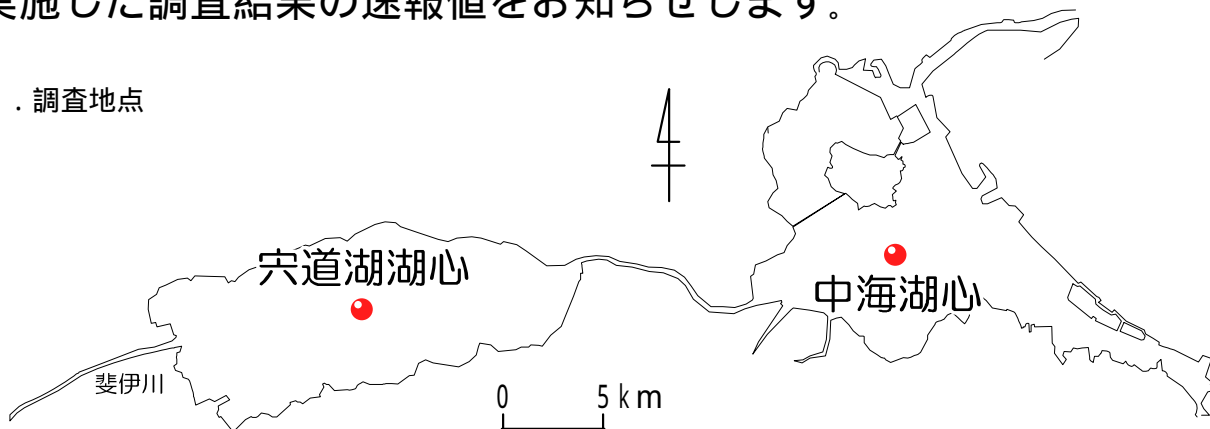 実施した調査結果の速報値をお知らせします。
．調査地点
宍道湖湖心
中海湖心
斐伊川
0 5 km